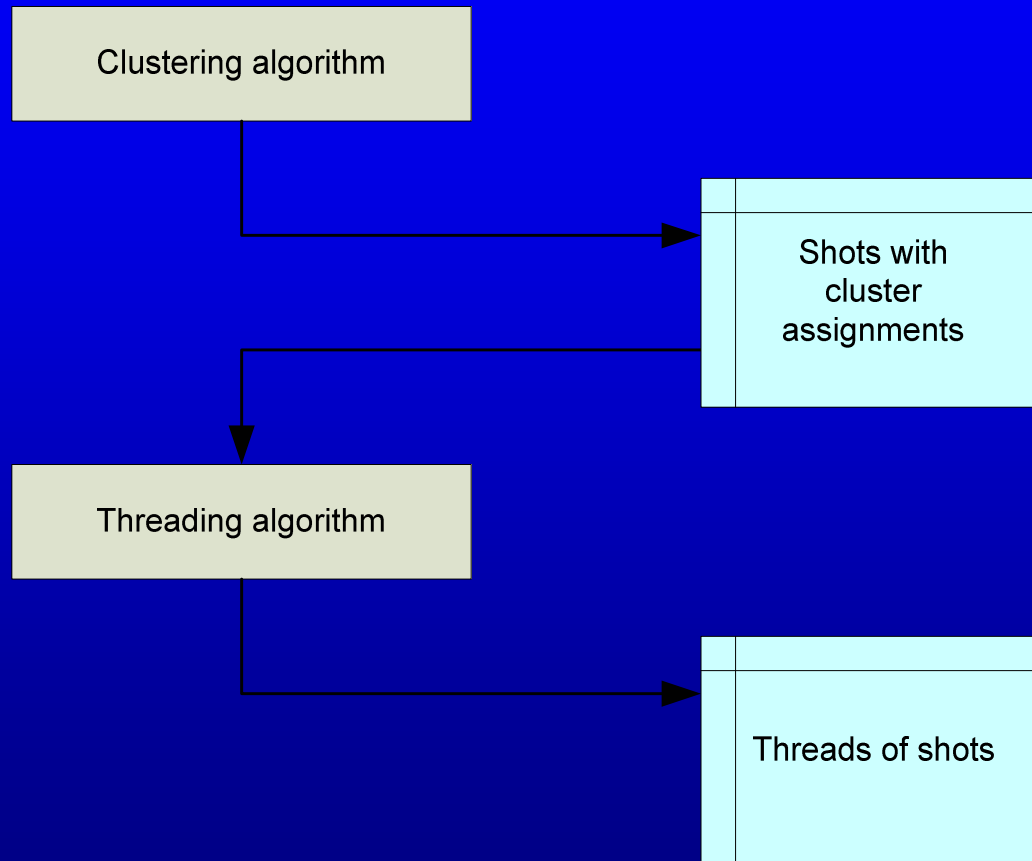 Clustering algorithm
Shots with
cluster
assignments
Threading algorithm
Threads of shots